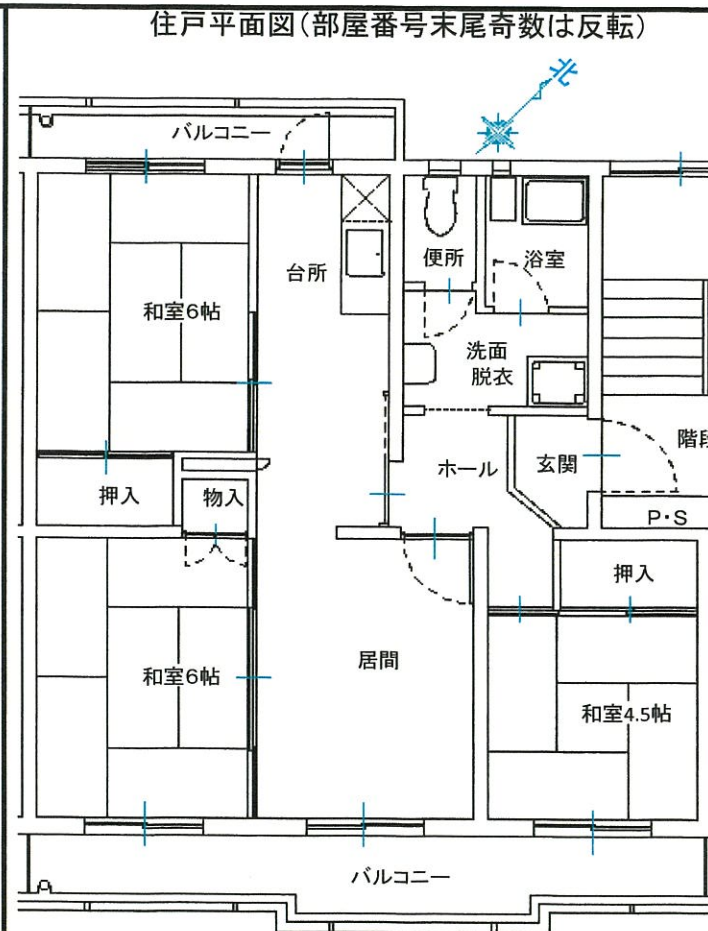 住戸平面図(部屋番号末尾奇数は反転)
北
バルコニー
台所
便所
浴室
和室6帖
洗面
脱衣
階段
ホール
玄関
押入
物入
P・S
押入
居間
和室6帖
和室4.5帖
バルコニー